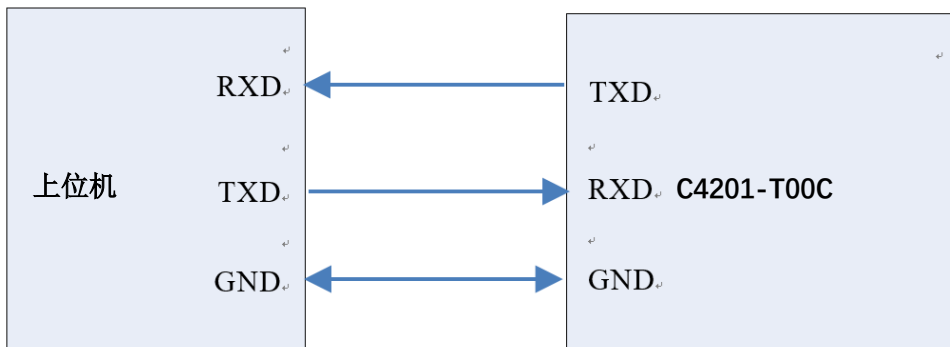 RXD
TXD
上位机
TXD
RXD
C4201-T00C
GND
GND